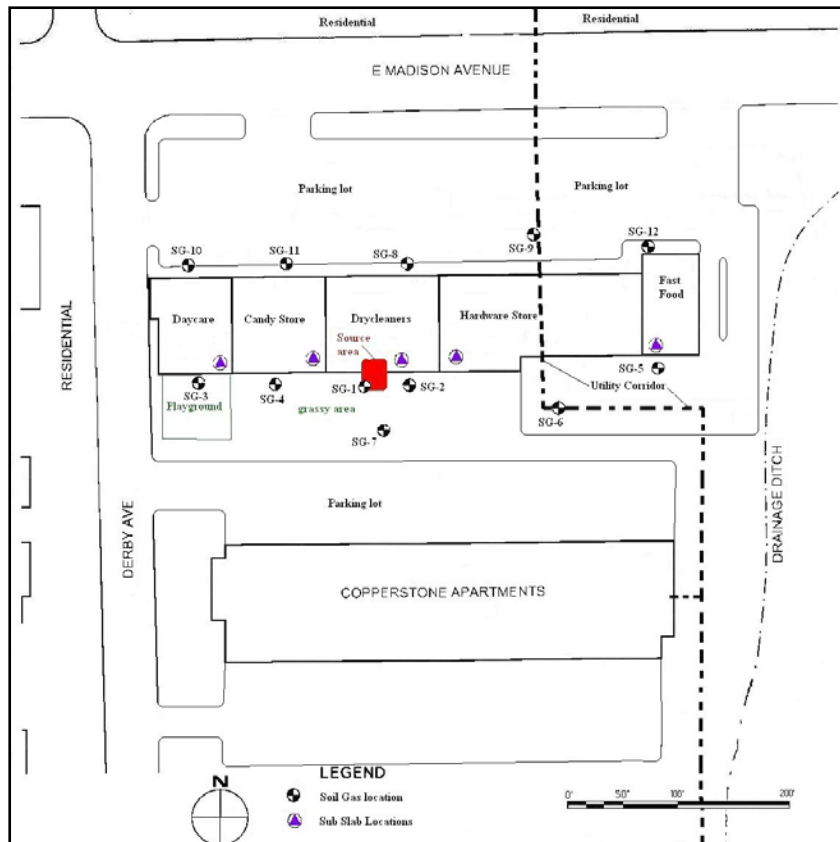 Residential
Residential
E MADISON AVENUE
Parking lot
Parking lot
SG-10
SG-11
SG-8
SG-9
SG-12
Daycare
Candy Store
Drycleaners
Hardware Store
Fast
Food
Source
area
RESIDENTIAL
SG-3
SG-4
SG-1
SG-2
SG-5
Utility Corridor
Playground
grassy area
SG-7
SG-6
Parking lot
DERBY AVE
DRAINAGE DITCH
COPPERSTONE APARTMENTS
N
LEGEND
Soil Gas location
Sub Slab Locations
0' 50' 100' 200'